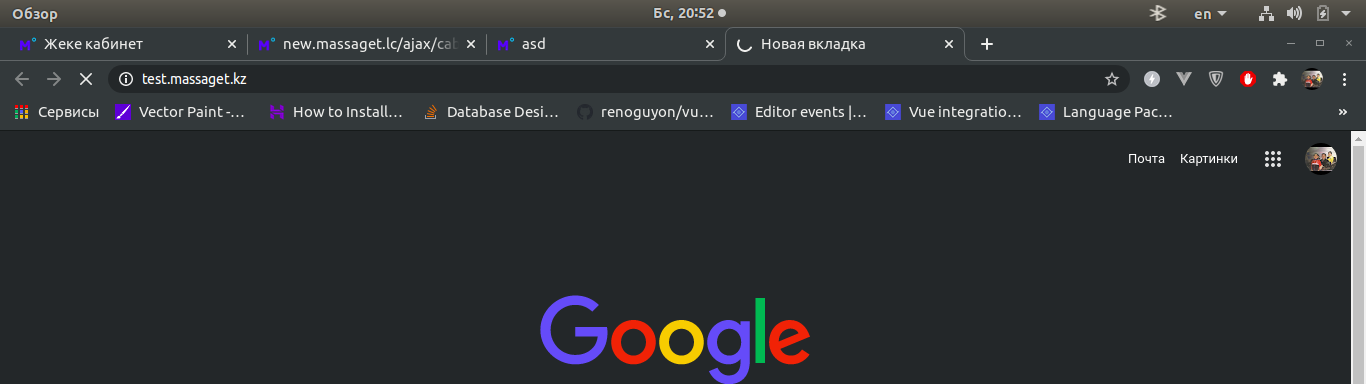 Обзор Бс, 20:52 en
Жеке кабинет new.massaget.lc/ajax/cab asd Новая вкладка
test.massaget.kz
Сервисы Vector Paint -... How to Install... Database Desi... renoguyon/vu... Editor events |... Vue integratio... Language Pac... »
Почта Картинки
Google